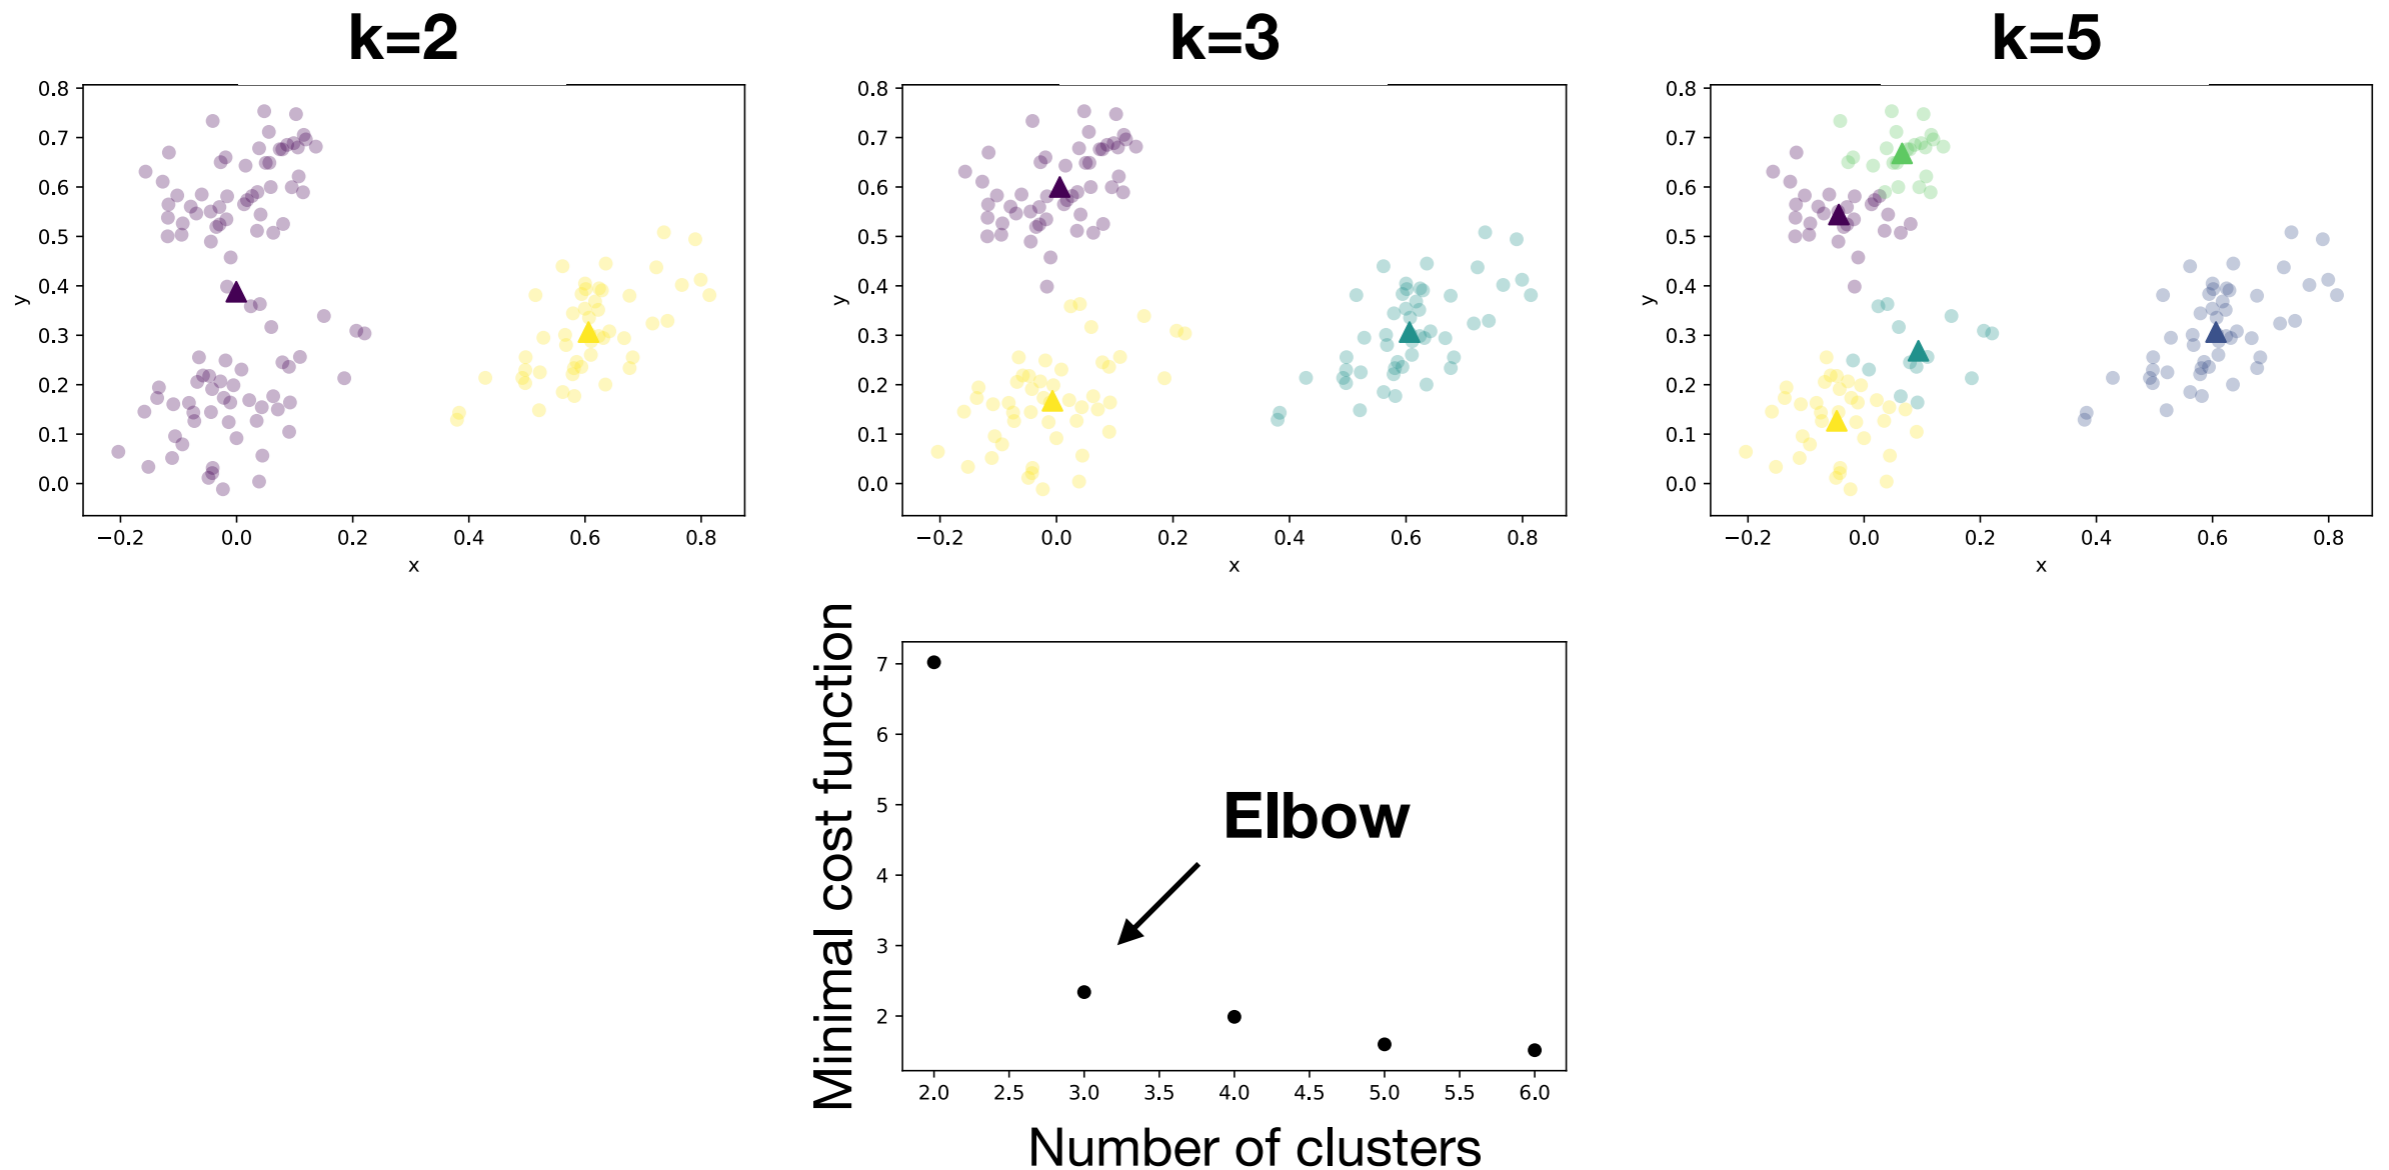 k=2
k=3
k=5
0.8
0.7
0.6
0.5
0.4
0.3
0.2
0.1
0.0
y
−0.2 0.0 0.2 0.4 0.6 0.8
x
0.8
0.7
0.6
0.5
0.4
0.3
0.2
0.1
0.0
y
−0.2 0.0 0.2 0.4 0.6 0.8
x
0.8
0.7
0.6
0.5
0.4
0.3
0.2
0.1
0.0
y
−0.2 0.0 0.2 0.4 0.6 0.8
x
Minimal cost function
7
6
5
4
3
2
Elbow
2.0 2.5 3.0 3.5 4.0 4.5 5.0 5.5 6.0
Number of clusters